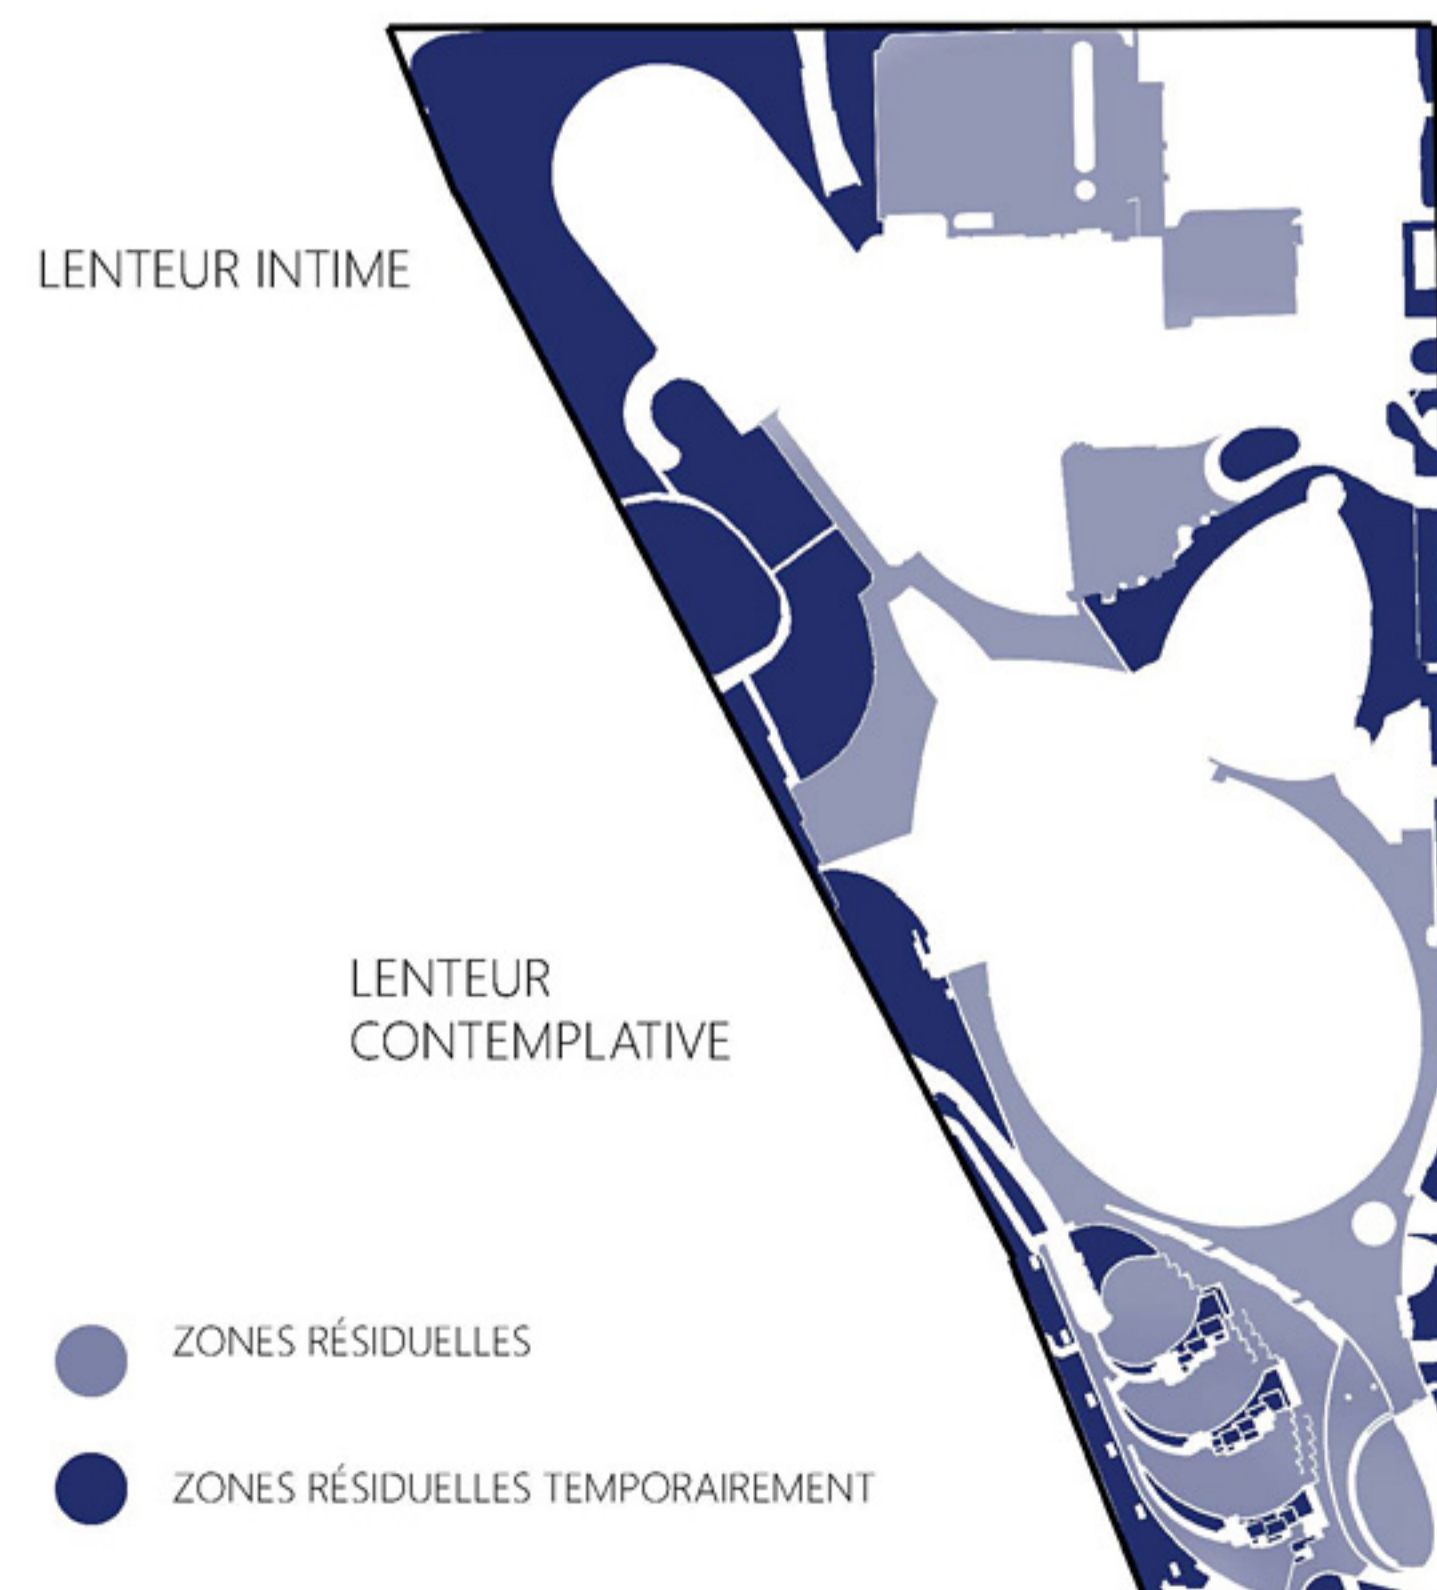 LENTEUR INTIME
LENTEUR
CONTEMPLATIVE
ZONES RÉSIDUELLES
ZONES RÉSIDUELLES TEMPORAIREMENT